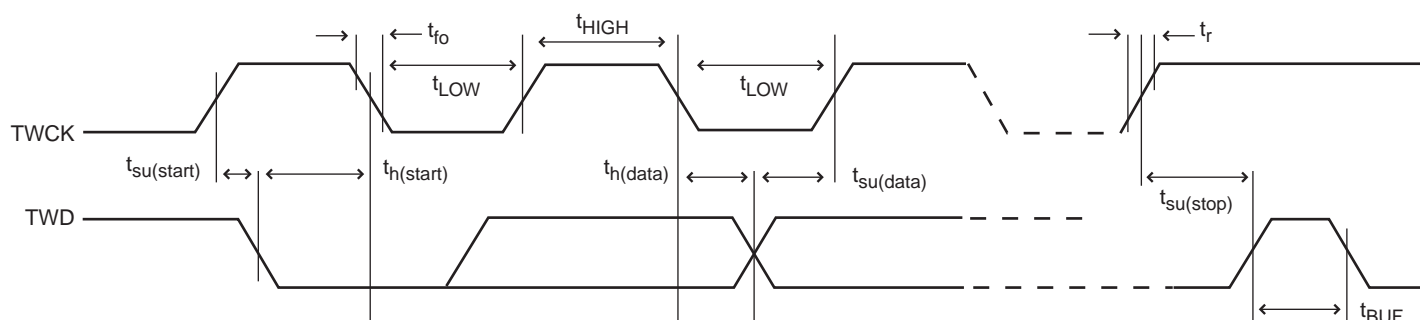 t_fo
t_HIGH
t_r
t_LOW
t_LOW
TWCK
t_su(start)
t_h(start)
t_h(data)
t_su(data)
t_su(stop)
TWD
t_BUF